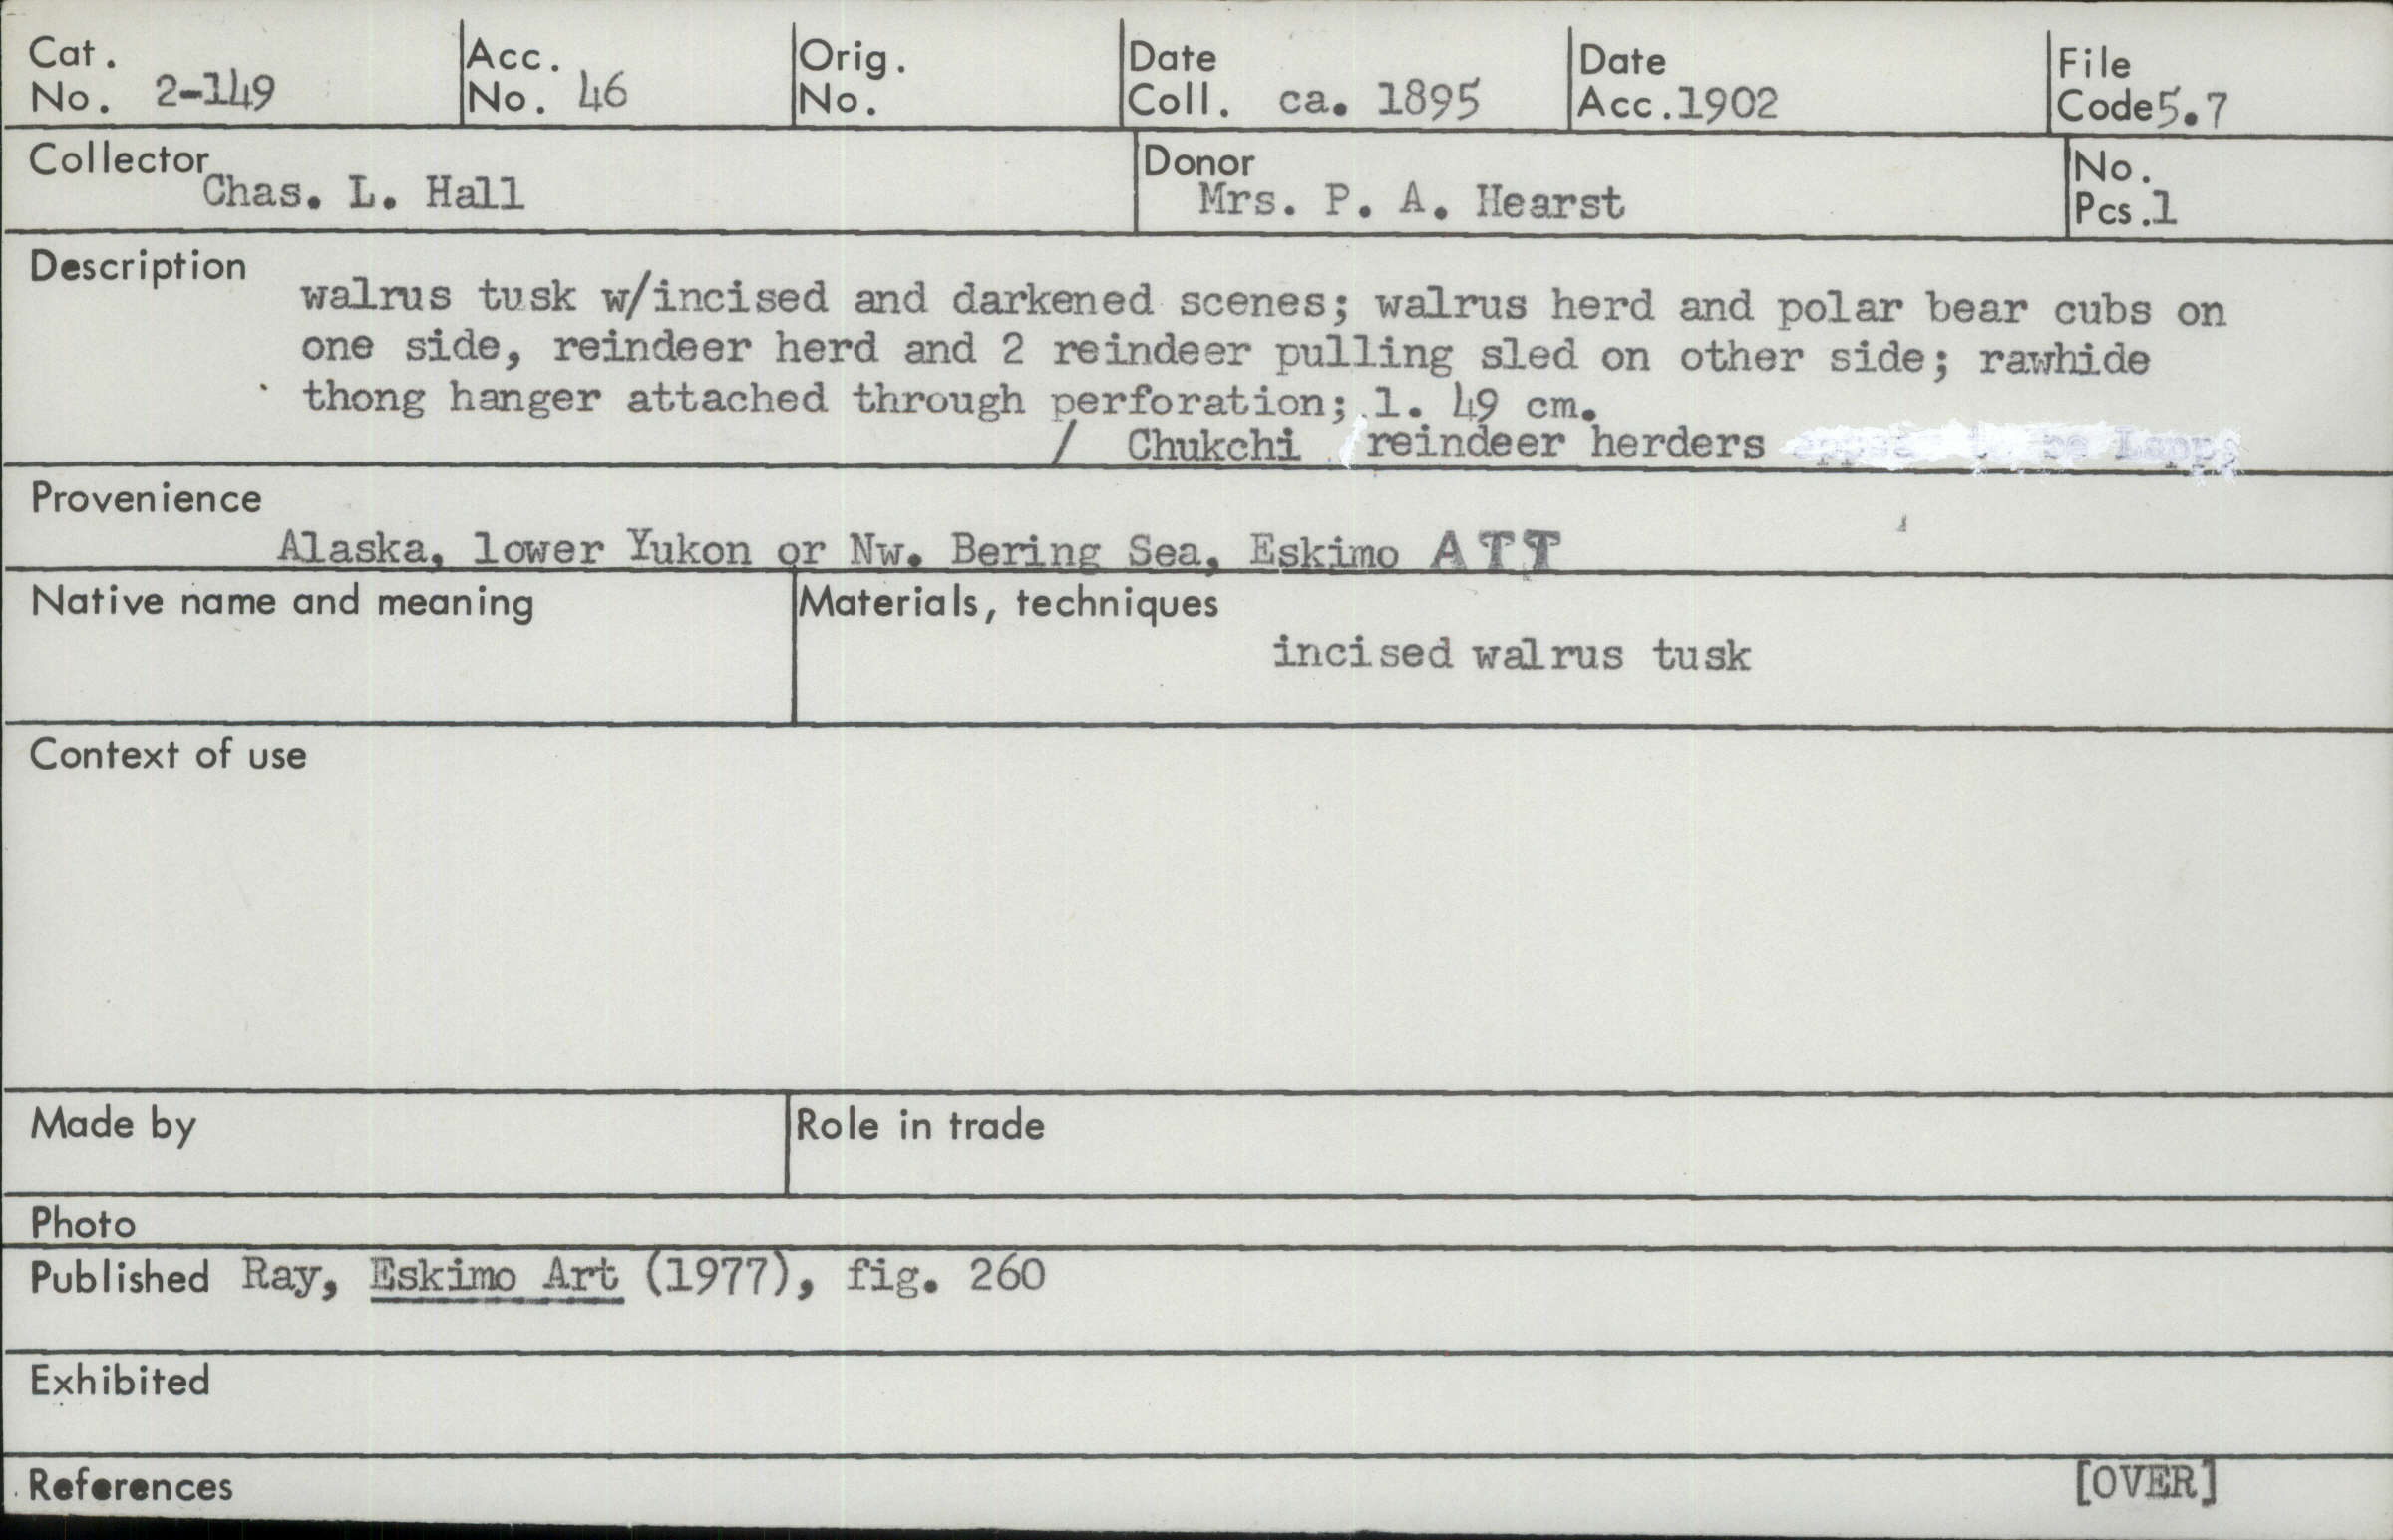 Cat. No. 2-149 Acc. No. 46 Orig. No. Date Coll. ca. 1895 Date Acc. 1902 File Code 5.7
Collector Chas. L. Hall Donor Mrs. P. A. Hearst No. Pcs. 1
Description
walrus tusk w/incised and darkened scenes; walrus herd and polar bear cubs on
one side, reindeer herd and 2 reindeer pulling sled on other side; rawhide
thong hanger attached through perforation; l. 49 cm.
/ Chukchi reindeer herders
Provenience
Alaska, lower Yukon or Nw. Bering Sea, Eskimo ATT
Native name and meaning Materials, techniques
incised walrus tusk
Context of use
Made by Role in trade
Photo
Published Ray, Eskimo Art (1977), fig. 260
Exhibited
References [OVER]